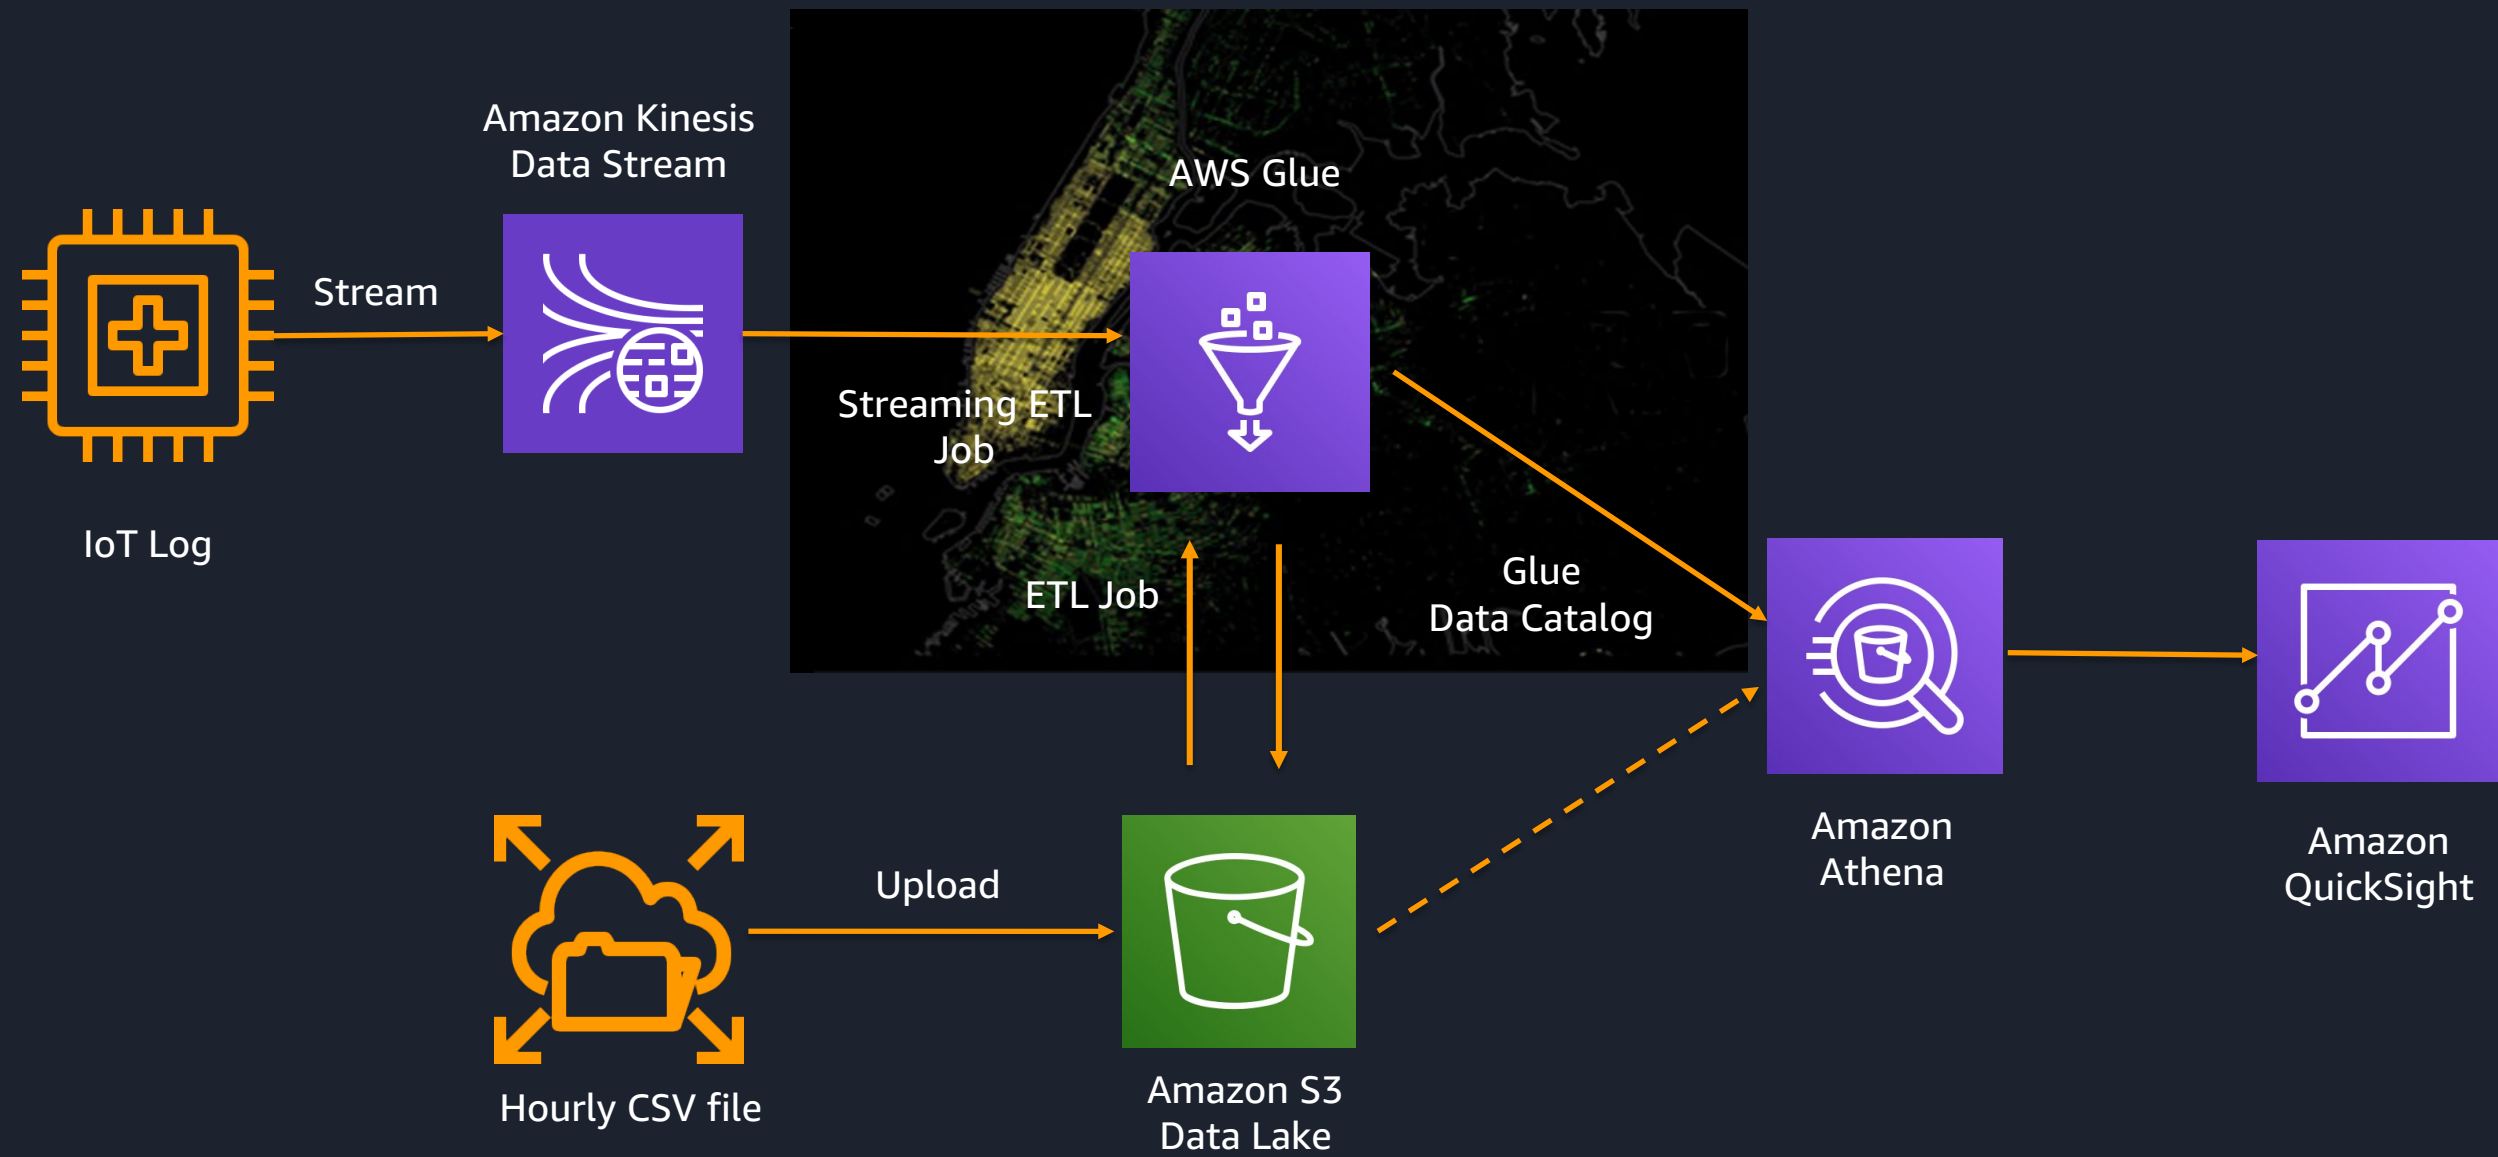 Amazon Kinesis
Data Stream
AWS Glue
Stream
Streaming ETL
Job
IoT Log
ETL Job
Glue
Data Catalog
Amazon
Athena
Amazon
QuickSight
Upload
Hourly CSV file
Amazon S3
Data Lake